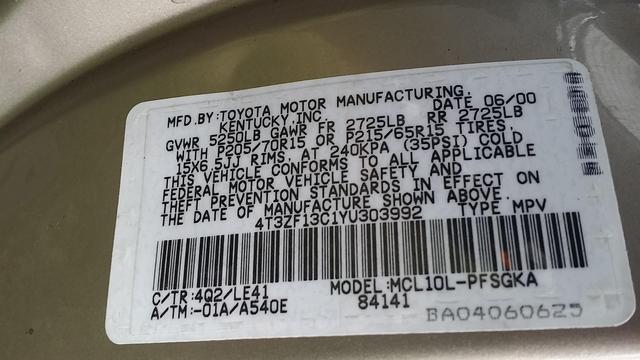 MFD.BY:TOYOTA MOTOR MANUFACTURING,
KENTUCKY,INC. DATE 06/00
GVWR 5250LB GAWR FR 2725LB RR 2725LB
WITH P205/70R15 OR P215/65R15 TIRES,
15X6.5JJ RIMS, AT 240KPA (35PSI) COLD
THIS VEHICLE CONFORMS TO ALL APPLICABLE
FEDERAL MOTOR VEHICLE SAFETY AND
THEFT PREVENTION STANDARDS IN EFFECT ON
THE DATE OF MANUFACTURE SHOWN ABOVE.
4T3ZF13C1YU303992 TYPE MPV
C/TR:4Q2/LE41 MODEL:MCL10L-PFSGKA
A/TM:-01A/A540E 84141
BA04060625